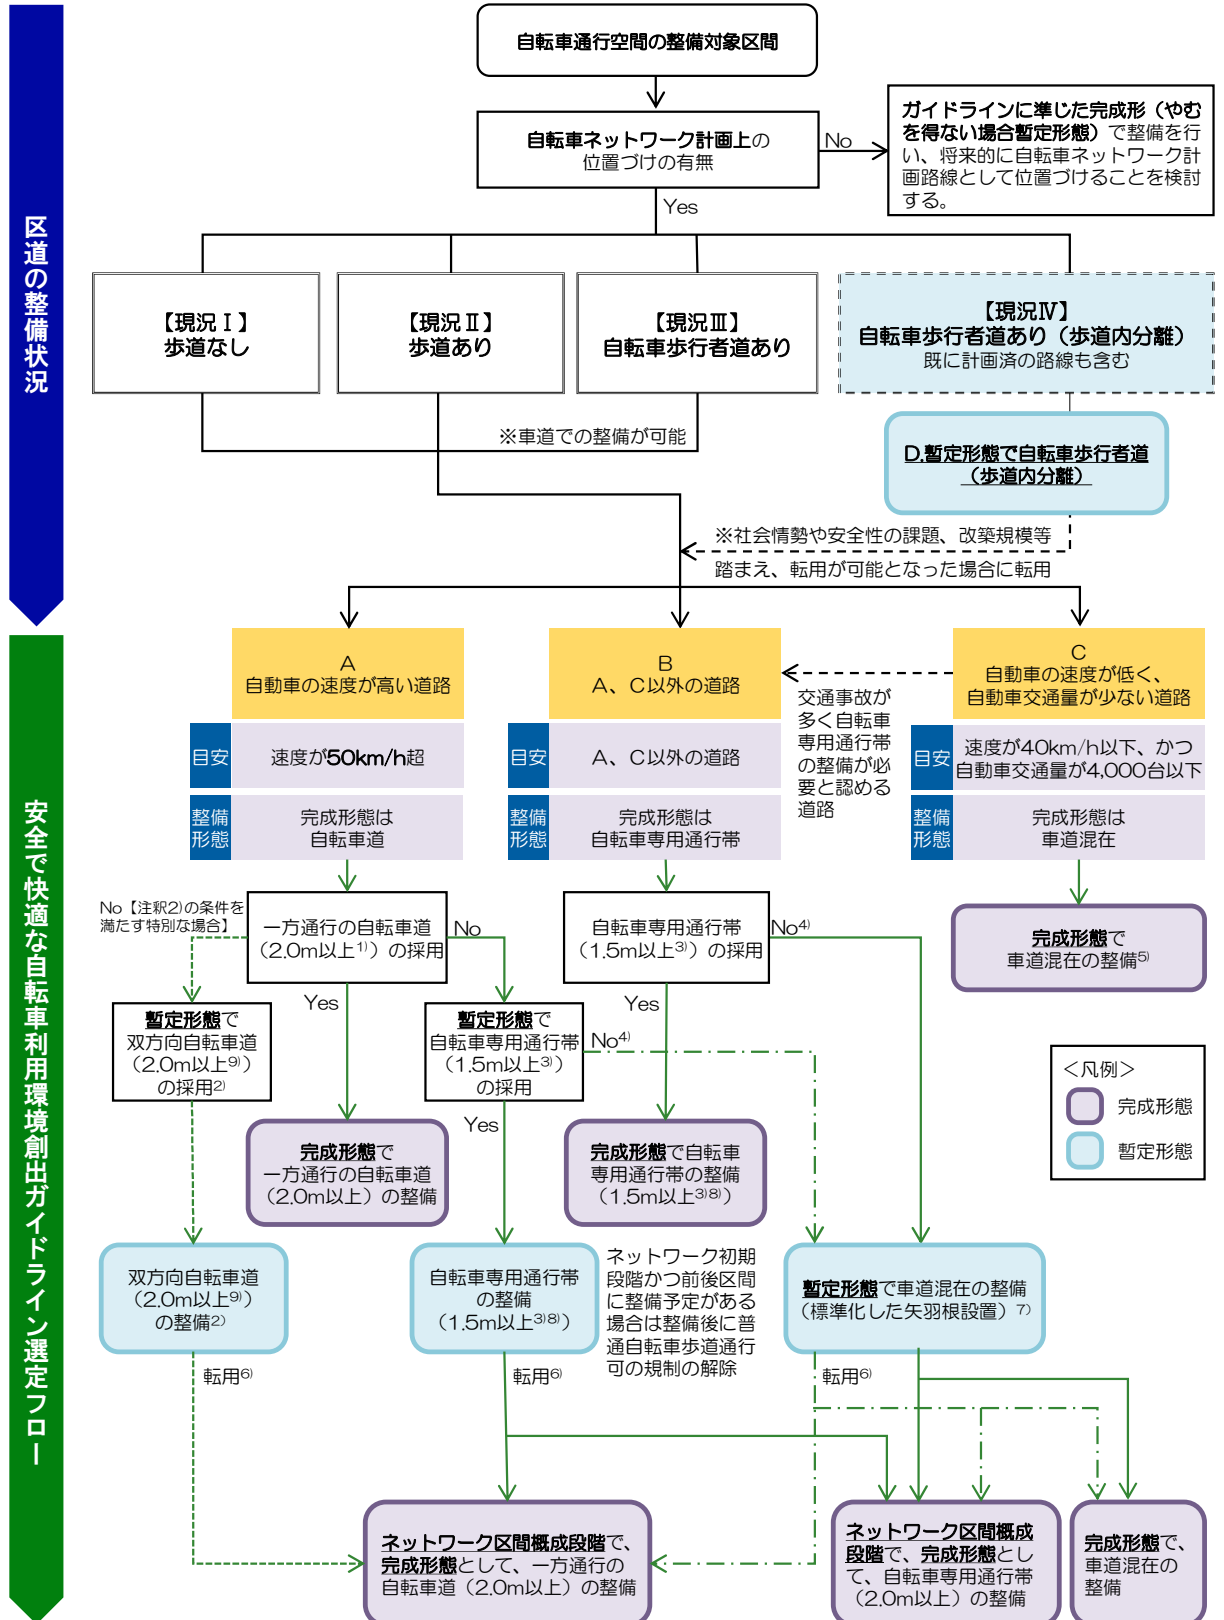 自転車通行空間の整備対象区間
自転車ネットワーク計画上の
位置づけの有無
No
ガイドラインに準じた完成形（やむ
を得ない場合暫定形態）で整備を行
い、将来的に自転車ネットワーク計
画路線として位置づけることを検討
する。
Yes
区道の整備状況
【現況Ⅰ】
歩道なし
【現況Ⅱ】
歩道あり
【現況Ⅲ】
自転車歩行者道あり
【現況Ⅳ】
自転車歩行者道あり（歩道内分離）
既に計画済の路線も含む
※車道での整備が可能
D.暫定形態で自転車歩行者道
（歩道内分離）
※社会情勢や安全性の課題、改築規模等
踏まえ、転用が可能となった場合に転用
安全で快適な自転車利用環境創出ガイドライン選定フロー
A
自動車の速度が高い道路
B
A、C以外の道路
C
自動車の速度が低く、
自動車交通量が少ない道路
交通事故が
多く自転車
専用通行帯
の整備が必
要と認める
道路
目安
速度が50km/h超
目安
A、C以外の道路
目安
速度が40km/h以下、かつ
自動車交通量が4,000台以下
整備
形態
完成形態は
自転車道
整備
形態
完成形態は
自転車専用通行帯
整備
形態
完成形態は
車道混在
No【注釈2)の条件を
満たす特別な場合】
一方通行の自転車道
（2.0m以上1)）の採用
No
自転車専用通行帯
（1.5m以上3)）の採用
No4)
完成形態で
車道混在の整備5)
Yes
Yes
暫定形態で
双方向自転車道
（2.0m以上9)）
の採用2)
暫定形態で
自転車専用通行帯
（1.5m以上3)）
の採用
No4)
<凡例>
完成形態
暫定形態
Yes
完成形態で
一方通行の自転車道
（2.0m以上）の整備
完成形態で自転車
専用通行帯の整備
（1.5m以上3)8)）
双方向自転車道
（2.0m以上9)）
の整備2)
自転車専用通行帯
の整備
（1.5m以上3)8)）
ネットワーク初期
段階かつ前後区間
に整備予定がある
場合は整備後に普
通自転車歩道通行
可の規制の解除
暫定形態で車道混在の整備
（標準化した矢羽根設置）7)
転用6)
転用6)
転用6)
ネットワーク区間概成段階で、
完成形態として、一方通行の
自転車道（2.0m以上）の整備
ネットワーク区間概成
段階で、完成形態とし
て、自転車専用通行帯
（2.0m以上）の整備
完成形態で、
車道混在の
整備